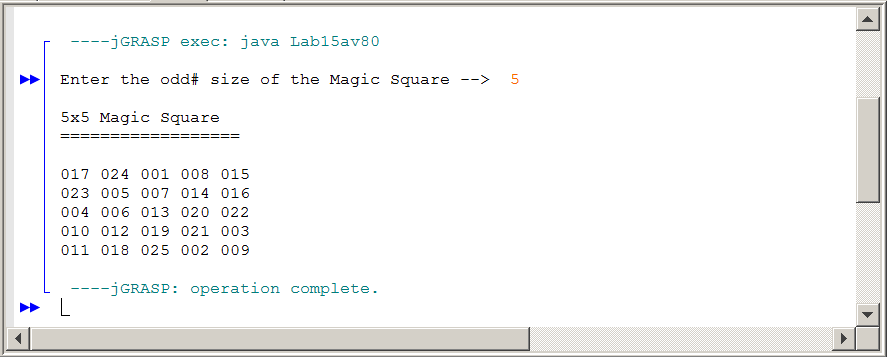 ----jGRASP exec: java Lab15av80
Enter the odd# size of the Magic Square -->  5
5x5 Magic Square
==================
017 024 001 008 015
023 005 007 014 016
004 006 013 020 022
010 012 019 021 003
011 018 025 002 009
----jGRASP: operation complete.